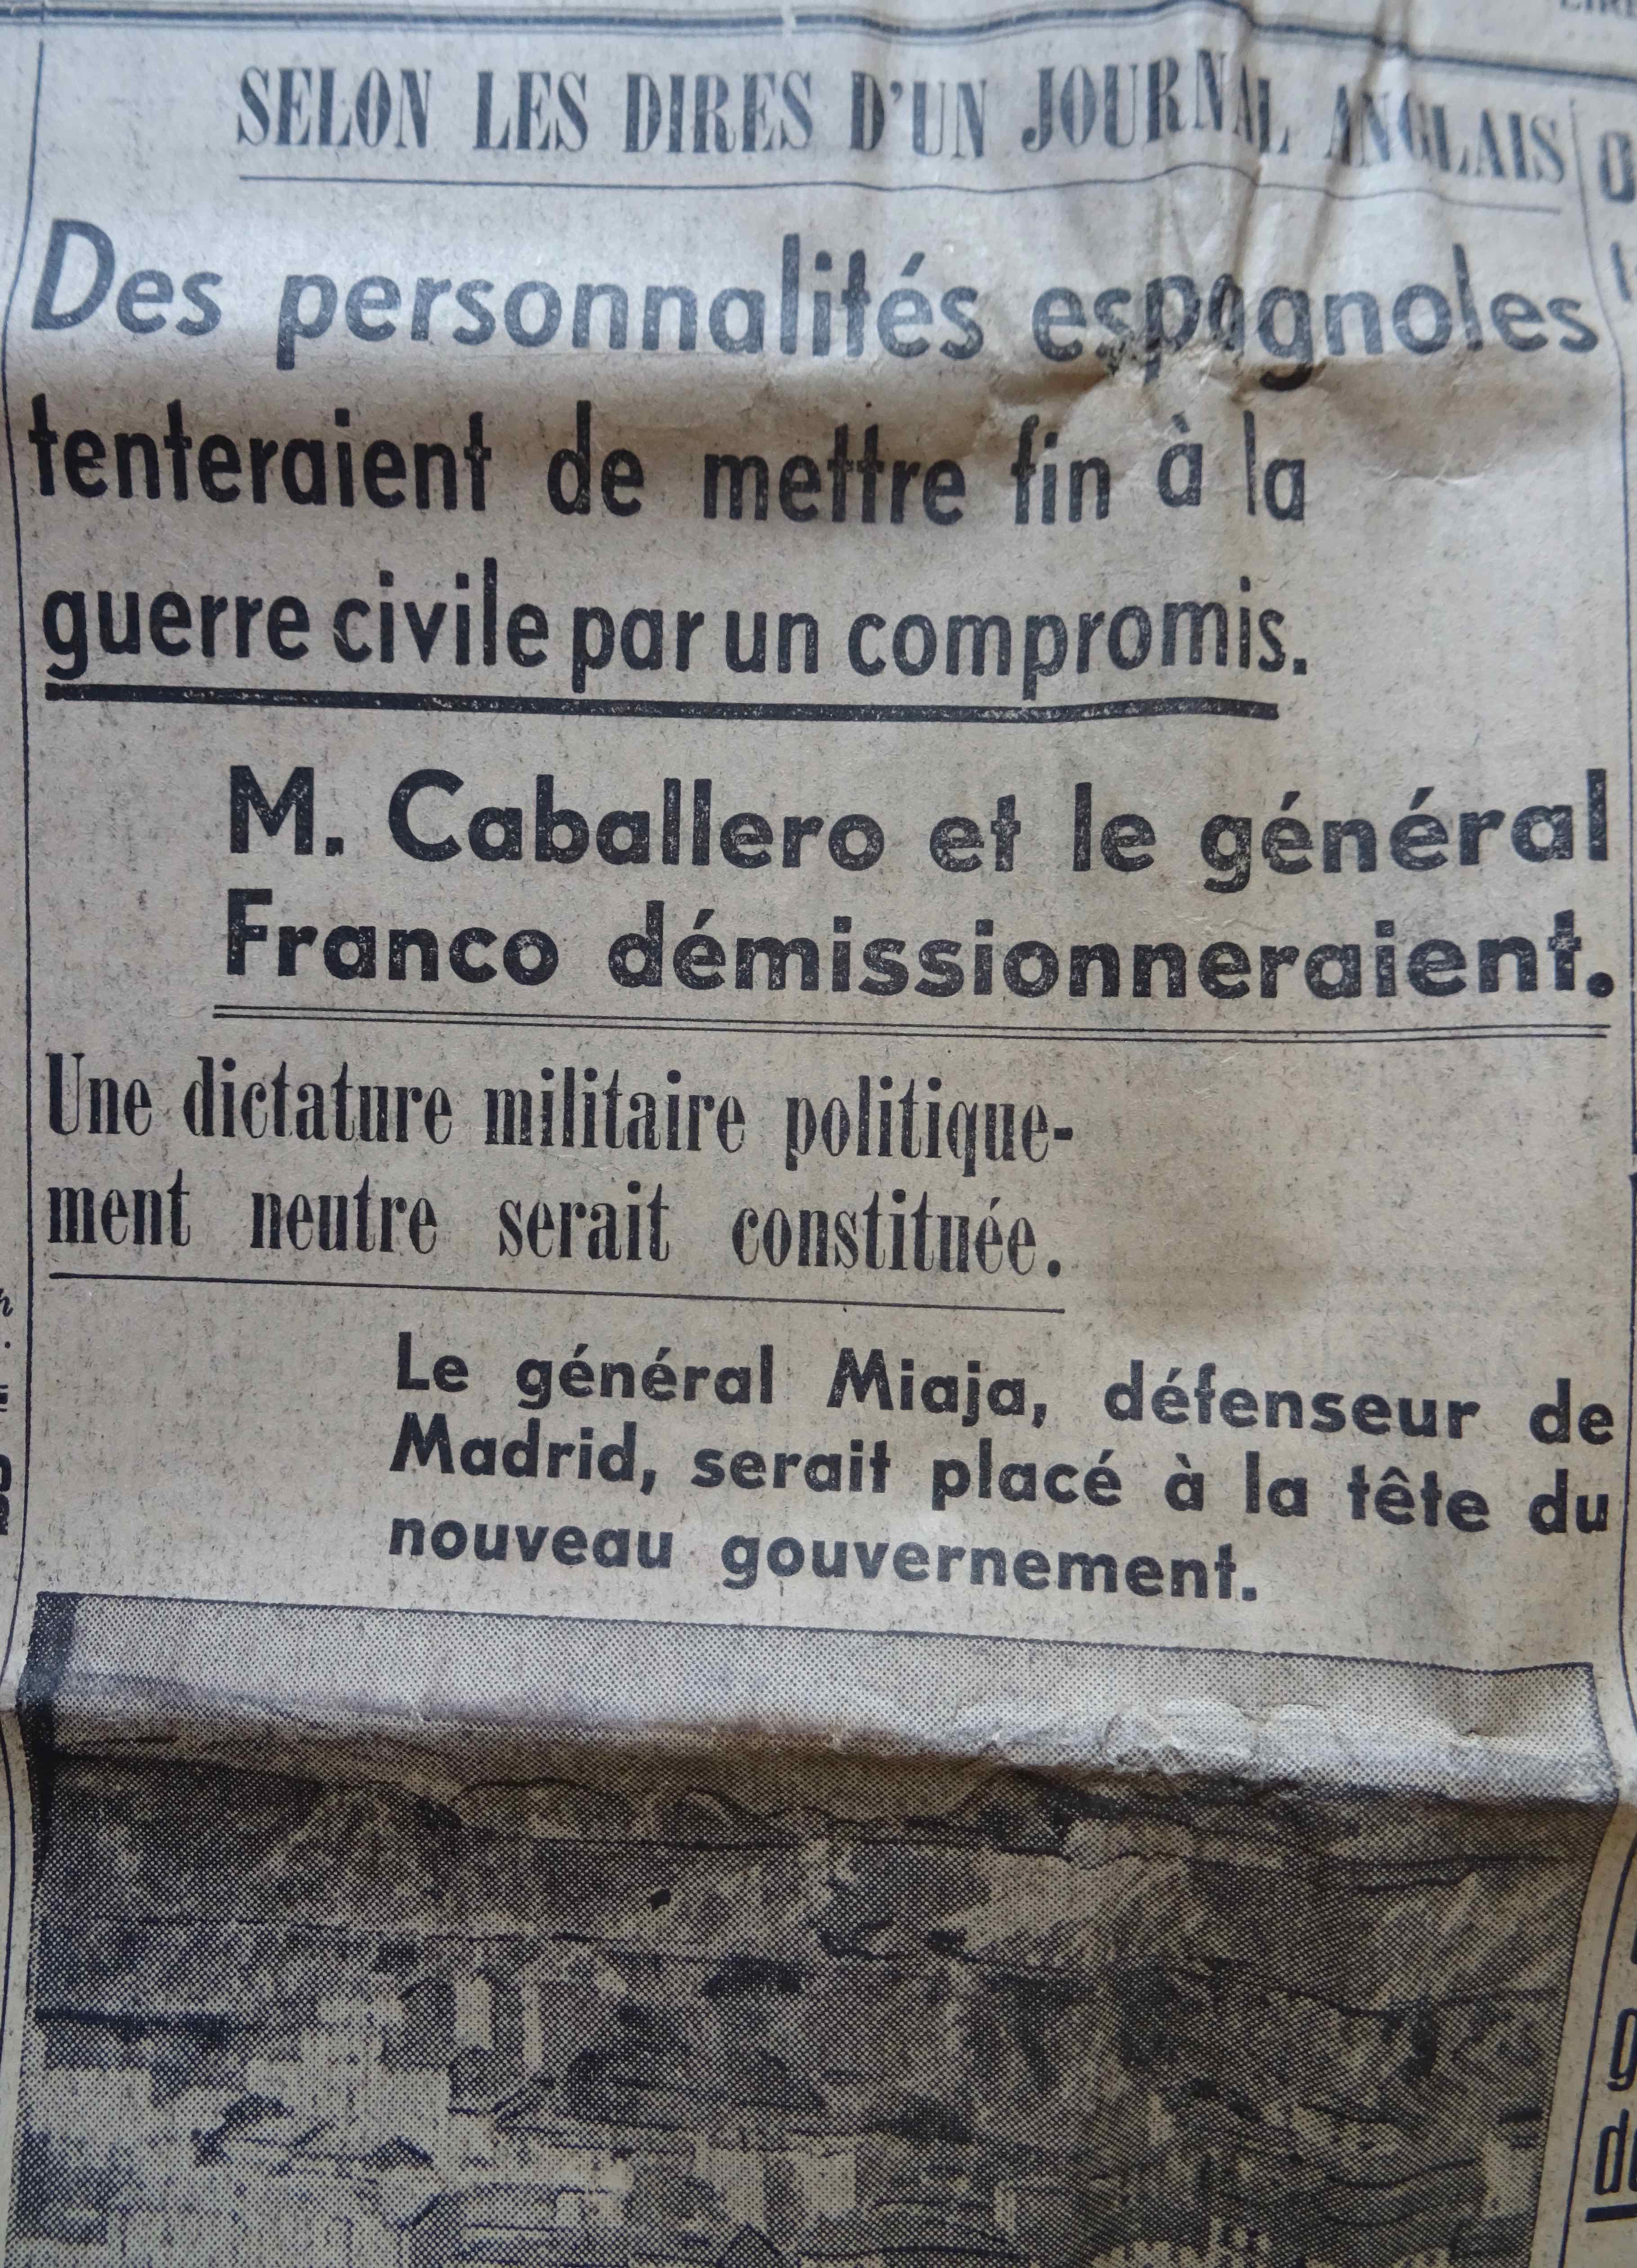 SELON LES DIRES D'UN JOURNAL ANGLAIS
Des personnalités espagnoles
tenteraient de mettre fin à la
guerre civile par un compromis.
M. Caballero et le général
Franco démissionneraient.
Une dictature militaire politique-
ment neutre serait constituée.
Le général Miaja, défenseur de
Madrid, serait placé à la tête du
nouveau gouvernement.